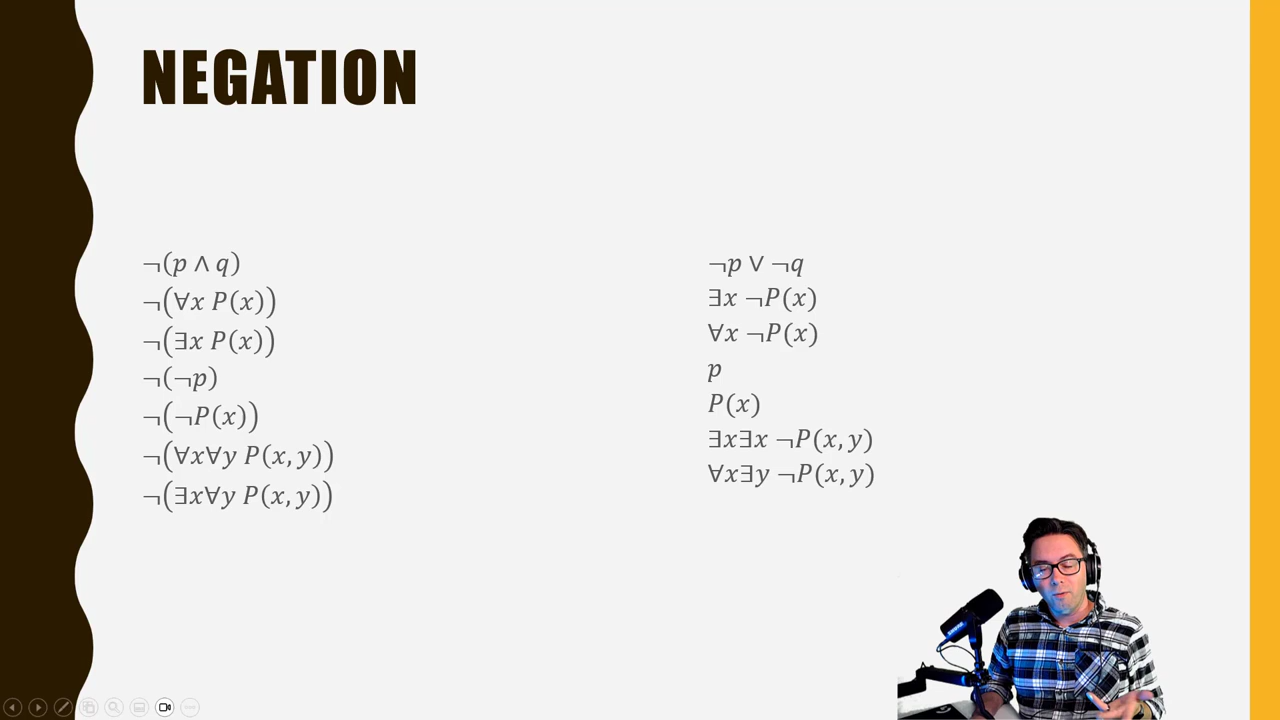 NEGATION
¬(p ∧ q)
¬(∀x P(x))
¬(∃x P(x))
¬(¬p)
¬(¬P(x))
¬(∀x∀y P(x, y))
¬(∃x∀y P(x, y))
¬p ∨ ¬q
∃x ¬P(x)
∀x ¬P(x)
p
P(x)
∃x∃x ¬P(x, y)
∀x∃y ¬P(x, y)